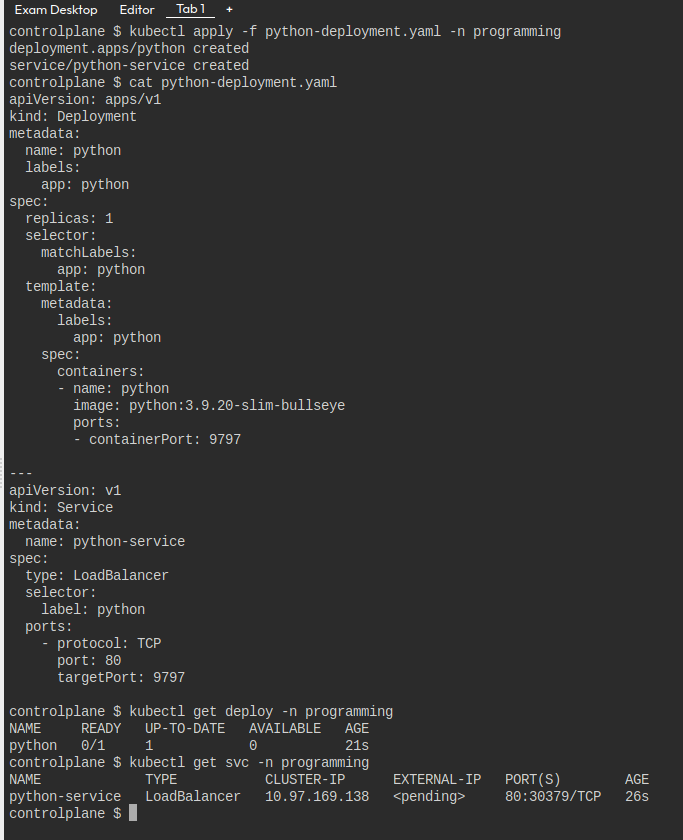 Exam Desktop Editor Tab 1 +
controlplane $ kubectl apply -f python-deployment.yaml -n programming
deployment.apps/python created
service/python-service created
controlplane $ cat python-deployment.yaml
apiVersion: apps/v1
kind: Deployment
metadata:
  name: python
  labels:
    app: python
spec:
  replicas: 1
  selector:
    matchLabels:
      app: python
  template:
    metadata:
      labels:
        app: python
    spec:
      containers:
      - name: python
        image: python:3.9.20-slim-bullseye
        ports:
        - containerPort: 9797

---
apiVersion: v1
kind: Service
metadata:
  name: python-service
spec:
  type: LoadBalancer
  selector:
    label: python
  ports:
    - protocol: TCP
      port: 80
      targetPort: 9797

controlplane $ kubectl get deploy -n programming
NAME     READY   UP-TO-DATE   AVAILABLE   AGE
python   0/1     1            0           21s
controlplane $ kubectl get svc -n programming
NAME             TYPE           CLUSTER-IP      EXTERNAL-IP   PORT(S)        AGE
python-service   LoadBalancer   10.97.169.138   <pending>     80:30379/TCP   26s
controlplane $